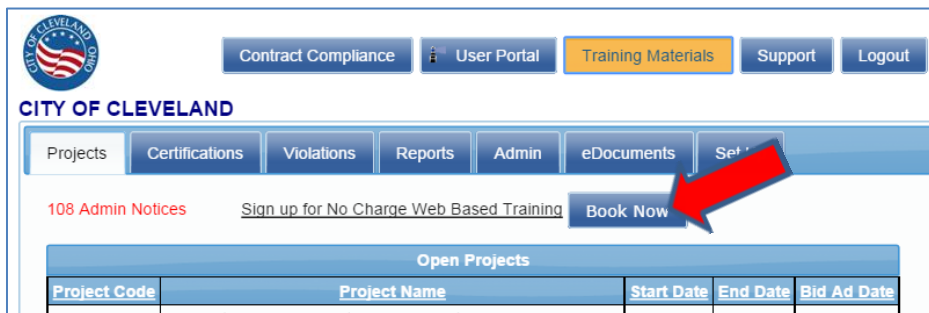 CITY OF CLEVELAND OHIO
Contract Compliance User Portal Training Materials Support Logout
CITY OF CLEVELAND
Projects Certifications Violations Reports Admin eDocuments
108 Admin Notices Sign up for No Charge Web Based Training Book Now
Open Projects
Project Code Project Name Start Date End Date Bid Ad Date